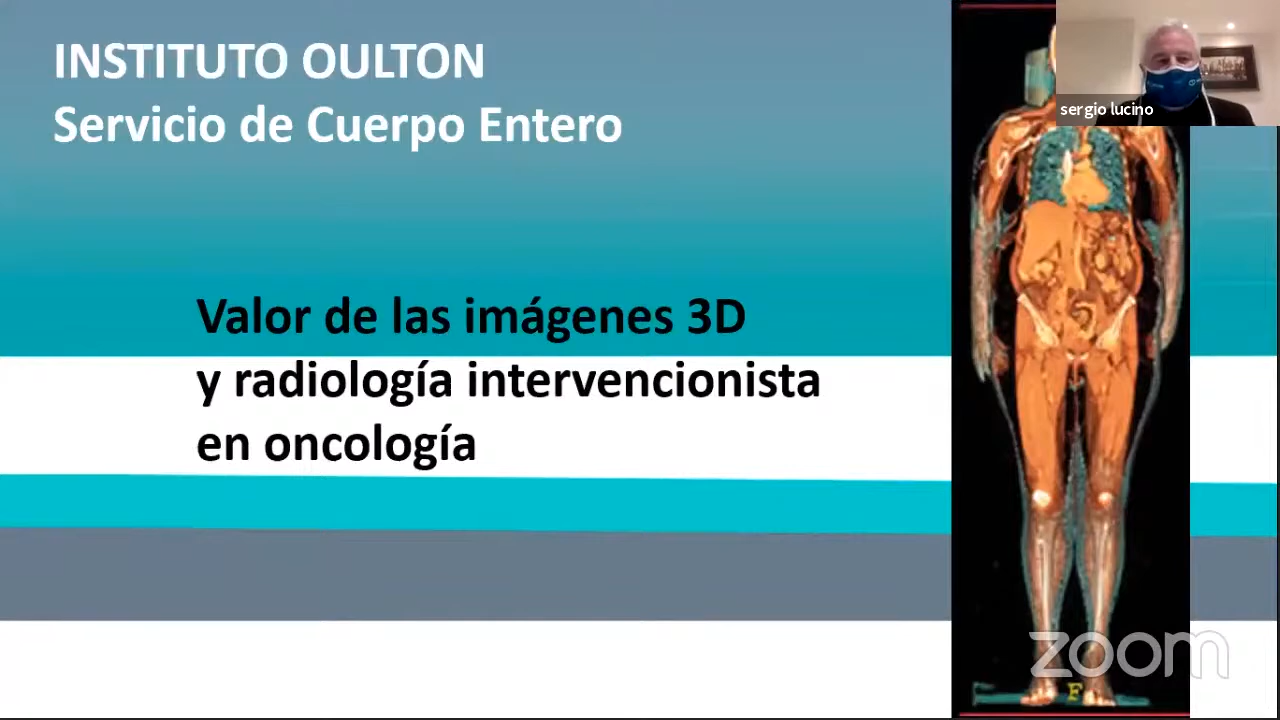 INSTITUTO OULTON
Servicio de Cuerpo Entero
sergio lucino
Valor de las imágenes 3D
y radiología intervencionista
en oncología
zoom
F